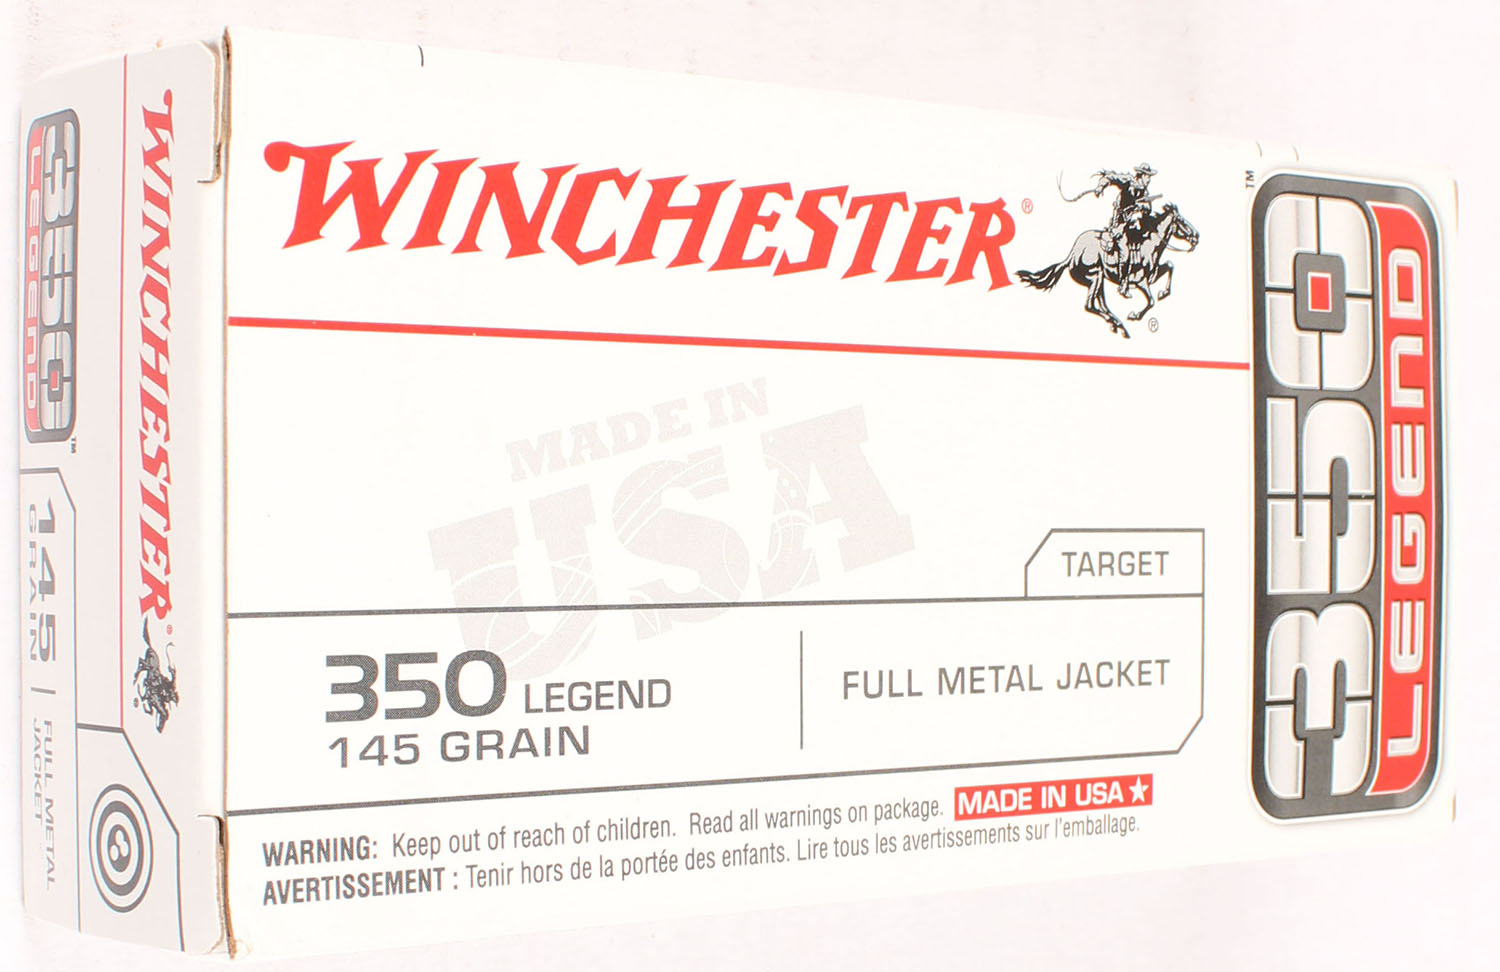 WINCHESTER®
®
MADE IN
USA
TARGET
350 LEGEND
145 GRAIN
FULL METAL JACKET
WARNING: Keep out of reach of children. Read all warnings on package. MADE IN USA
AVERTISSEMENT : Tenir hors de la portée des enfants. Lire tous les avertissements sur l'emballage.
350 ™
LEGEND
WINCHESTER®
350 ™
LEGEND
145
GRAIN
FULL METAL
JACKET